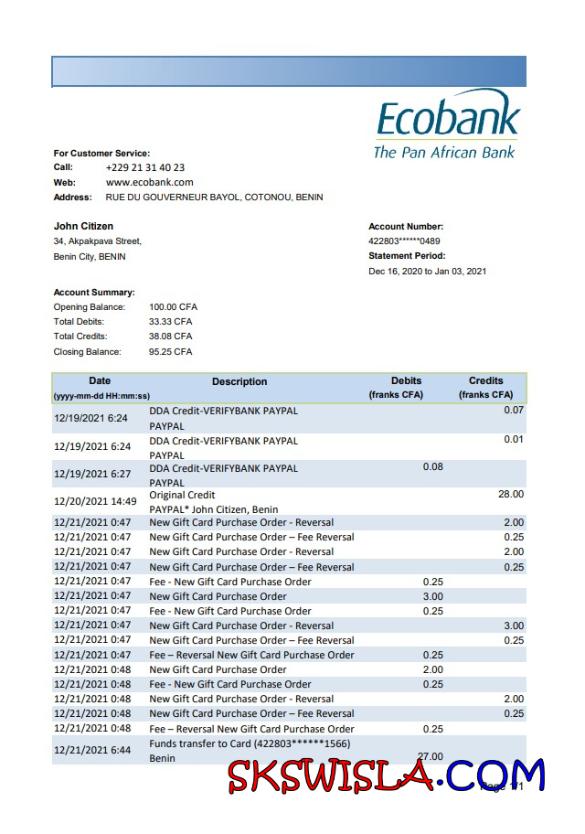 Ecobank
The Pan African Bank
For Customer Service:
Call: +229 21 31 40 23
Web: www.ecobank.com
Address: RUE DU GOUVERNEUR BAYOL, COTONOU, BENIN
John Citizen
34, Akpakpava Street,
Benin City, BENIN
Account Number:
422803******0489
Statement Period:
Dec 16, 2020 to Jan 03, 2021
Account Summary:
Opening Balance: 100.00 CFA
Total Debits: 33.33 CFA
Total Credits: 38.08 CFA
Closing Balance: 95.25 CFA
Date Description Debits Credits
(yyyy-mm-dd HH:mm:ss) (franks CFA) (franks CFA)
12/19/2021 6:24 DDA Credit-VERIFYBANK PAYPAL 0.07
PAYPAL
12/19/2021 6:24 DDA Credit-VERIFYBANK PAYPAL 0.01
PAYPAL
12/19/2021 6:27 DDA Credit-VERIFYBANK PAYPAL 0.08
PAYPAL
12/20/2021 14:49 Original Credit 28.00
PAYPAL* John Citizen, Benin
12/21/2021 0:47 New Gift Card Purchase Order - Reversal 2.00
12/21/2021 0:47 New Gift Card Purchase Order – Fee Reversal 0.25
12/21/2021 0:47 New Gift Card Purchase Order - Reversal 2.00
12/21/2021 0:47 New Gift Card Purchase Order – Fee Reversal 0.25
12/21/2021 0:47 Fee - New Gift Card Purchase Order 0.25
12/21/2021 0:47 New Gift Card Purchase Order 3.00
12/21/2021 0:47 Fee - New Gift Card Purchase Order 0.25
12/21/2021 0:47 New Gift Card Purchase Order - Reversal 3.00
12/21/2021 0:47 New Gift Card Purchase Order – Fee Reversal 0.25
12/21/2021 0:47 Fee – Reversal New Gift Card Purchase Order 0.25
12/21/2021 0:48 New Gift Card Purchase Order 2.00
12/21/2021 0:48 Fee - New Gift Card Purchase Order 0.25
12/21/2021 0:48 New Gift Card Purchase Order - Reversal 2.00
12/21/2021 0:48 New Gift Card Purchase Order – Fee Reversal 0.25
12/21/2021 0:48 Fee – Reversal New Gift Card Purchase Order 0.25
12/21/2021 6:44 Funds transfer to Card (422803******1566)
Benin 27.00
SKSWISLA.COM